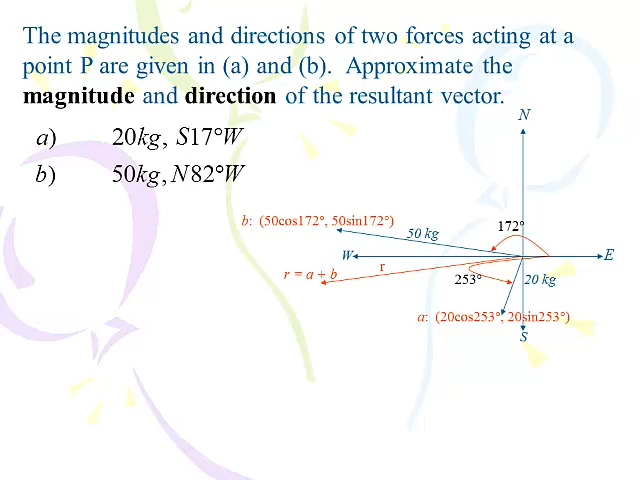 The magnitudes and directions of two forces acting at a
point P are given in (a) and (b).  Approximate the
magnitude and direction of the resultant vector.
N
a) 20kg, S17°W
b) 50kg, N82°W
b: (50cos172°, 50sin172°)
172°
50 kg
W
E
r
r = a + b
253°
20 kg
a: (20cos253°, 20sin253°)
S